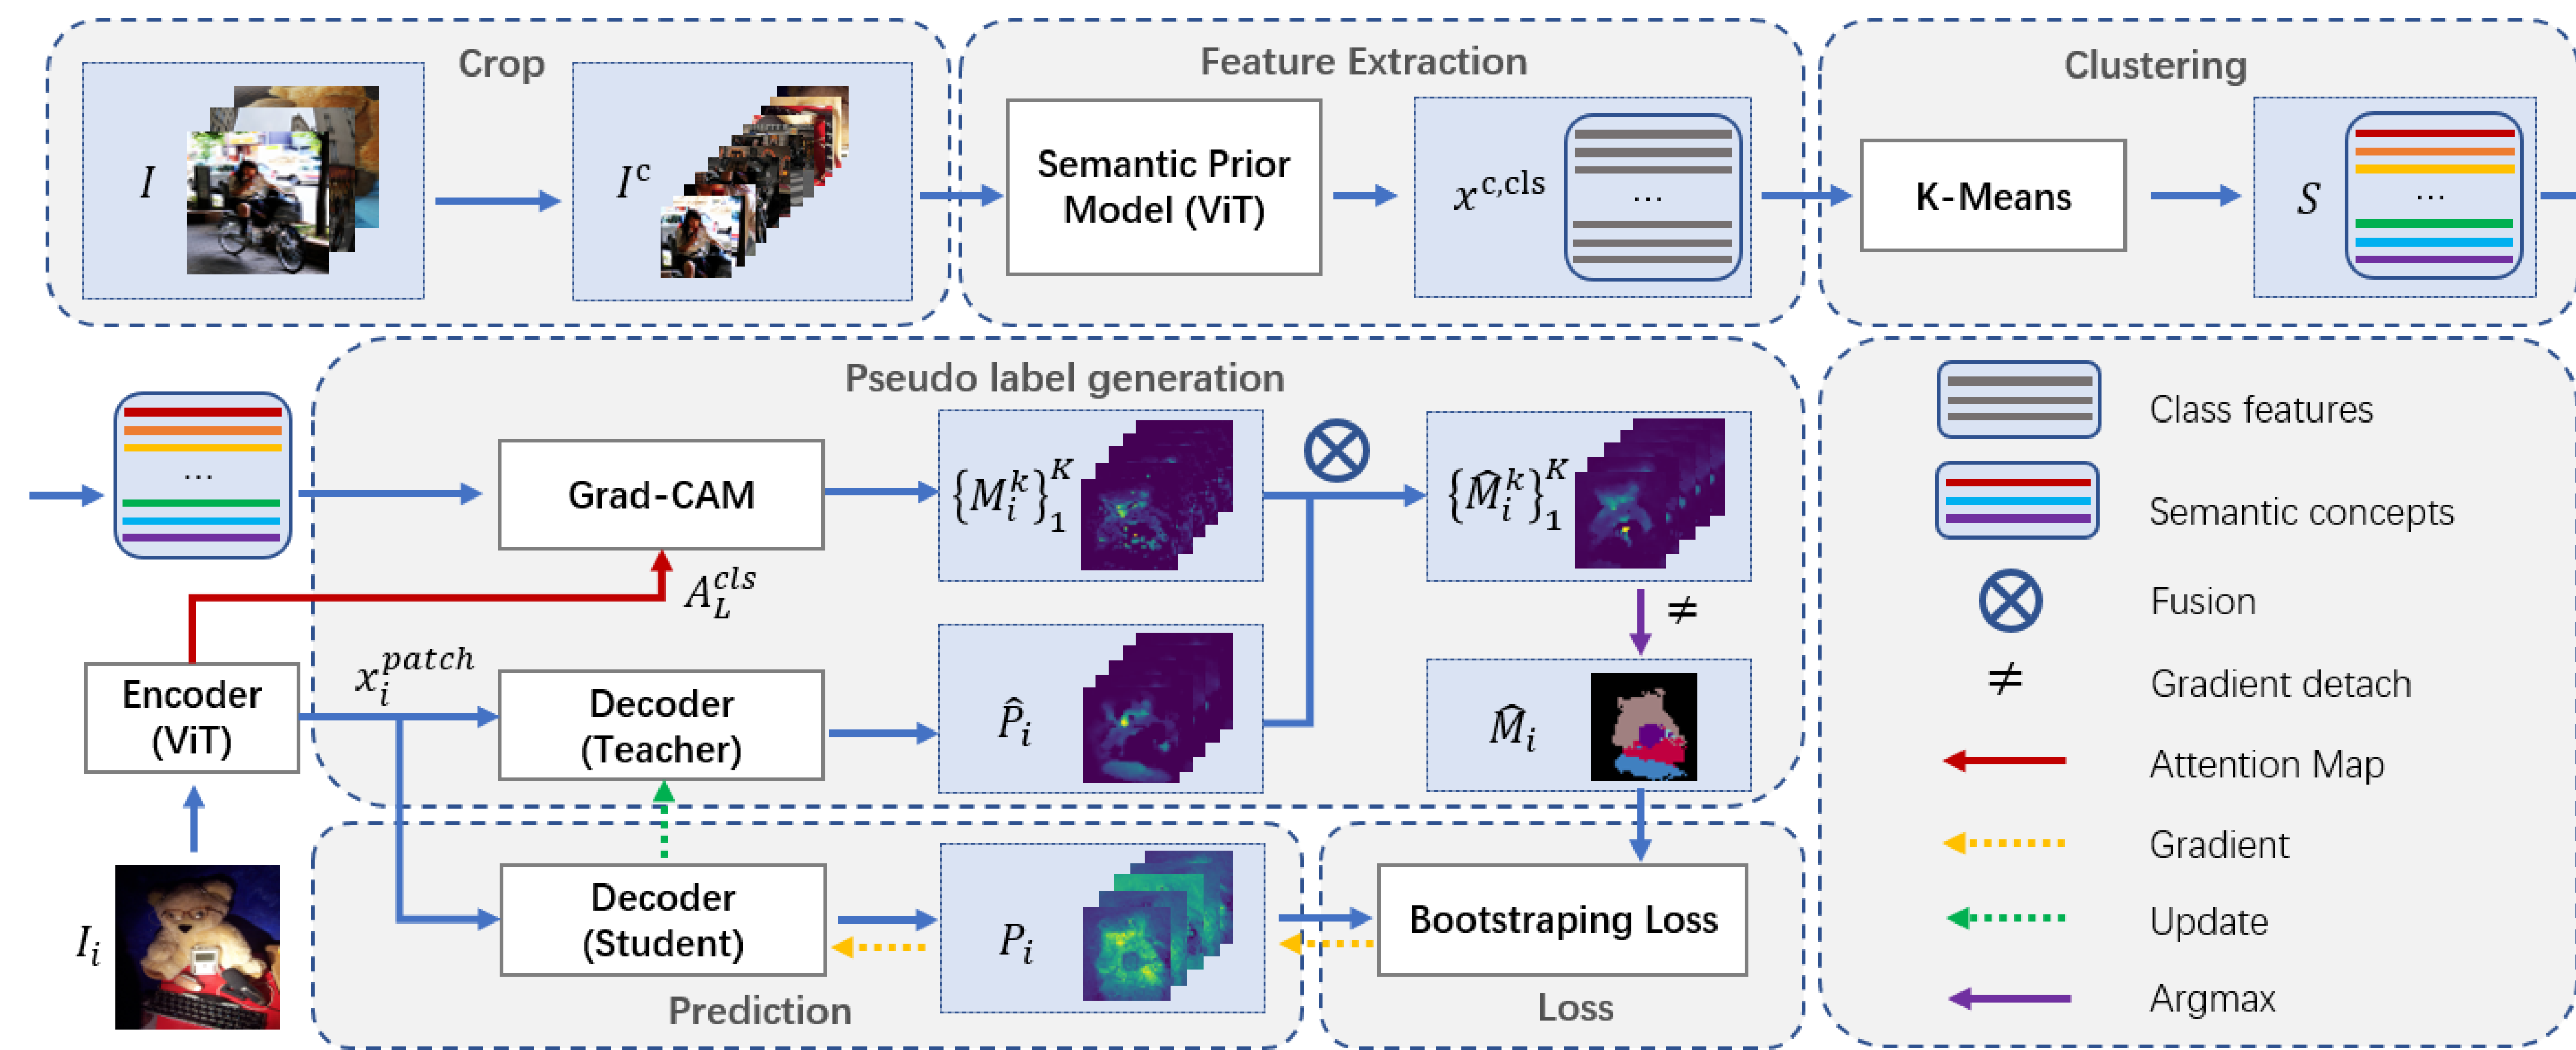 Crop
I
I^c
Feature Extraction
Semantic Prior
Model (ViT)
x^{c,cls}
...
Clustering
K-Means
S
...
Pseudo label generation
...
Grad-CAM
{M_i^k}_1^K
{M̂_i^k}_1^K
A_L^{cls}
≠
Encoder
(ViT)
x_i^{patch}
Decoder
(Teacher)
P̂_i
M̂_i
I_i
Decoder
(Student)
P_i
Prediction
Bootstraping Loss
Loss
Class features
Semantic concepts
Fusion
≠
Gradient detach
Attention Map
Gradient
Update
Argmax